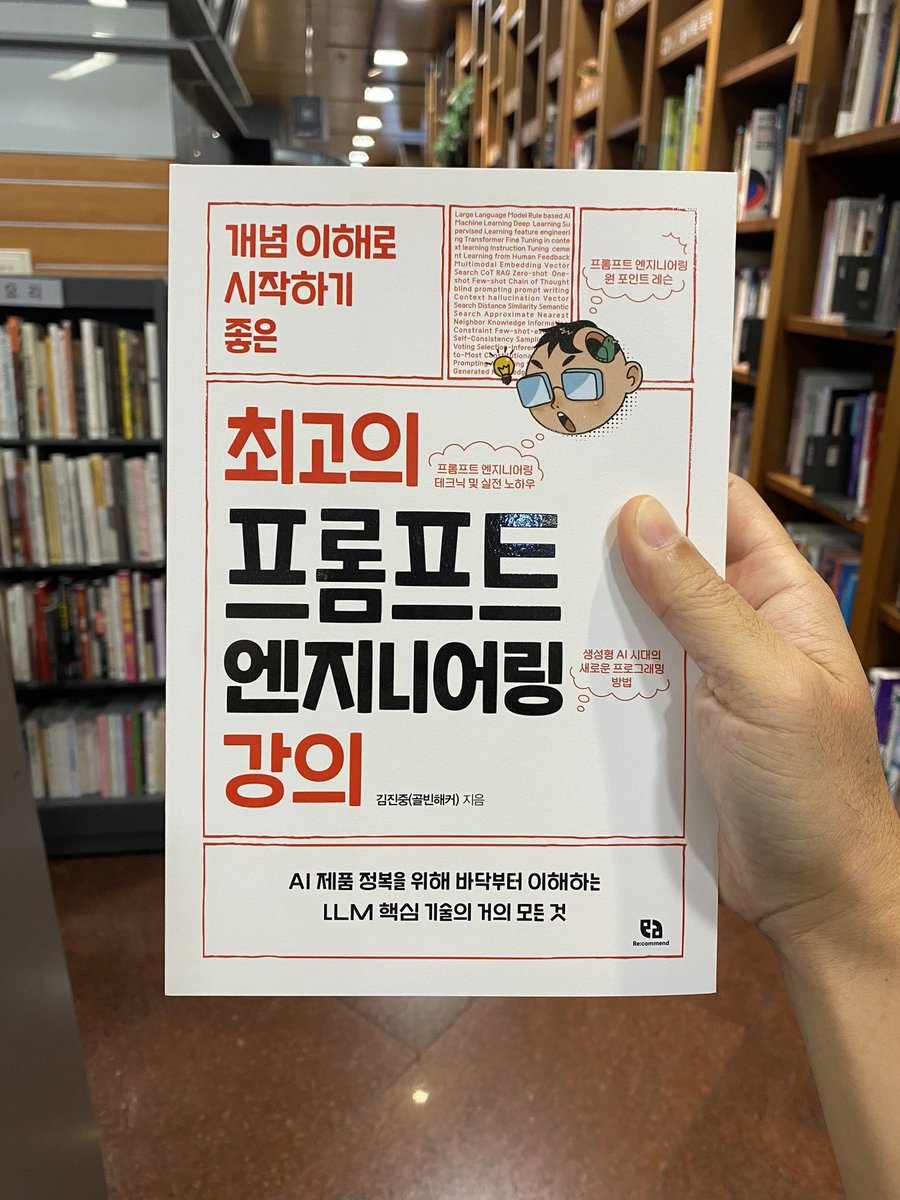 개념 이해로
시작하기
좋은
Large Language Model Rule based AI
Machine Learning Deep Learning Su
pervised Learning feature engineeri
ng Transformer Fine Tuning in conte
xt learning Instruction Tuning ceme
nt Learning from Human Feedback
Multimodal Embedding Vector
Search CoT RAG Zero-shot One-
shot Few-shot Chain of Thought
blind prompting prompt writing
Context hallucination Vector
Search Distance Similarity Semantic
Search Approximate Nearest
Neighbor Knowledge
Constraint
Self-Consistency
Voting
Prompting
Generated
프롬프트 엔지니어링
원 포인트 레슨
최고의
프롬프트 엔지니어링
테크닉 및 실전 노하우
프롬프트
엔지니어링
생성형 AI 시대의
새로운 프로그래밍
방법
강의
김진중(골빈해커) 지음
AI 제품 정복을 위해 바닥부터 이해하는
LLM 핵심 기술의 거의 모든 것
Re:commend